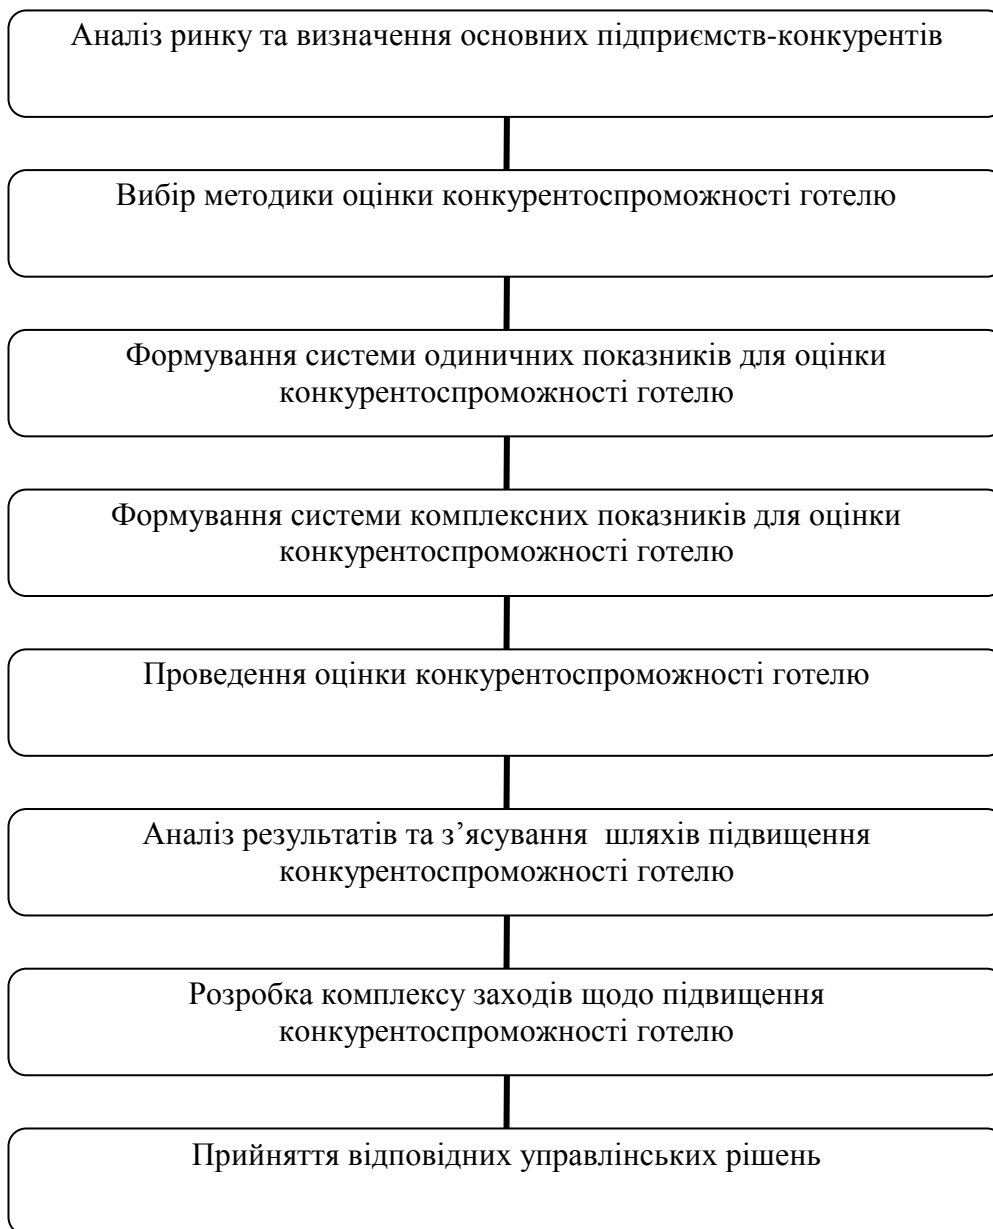 Аналіз ринку та визначення основних підприємств-конкурентів
Вибір методики оцінки конкурентоспроможності готелю
Формування системи одиничних показників для оцінки
конкурентоспроможності готелю
Формування системи комплексних показників для оцінки
конкурентоспроможності готелю
Проведення оцінки конкурентоспроможності готелю
Аналіз результатів та з’ясування  шляхів підвищення
конкурентоспроможності готелю
Розробка комплексу заходів щодо підвищення
конкурентоспроможності готелю
Прийняття відповідних управлінських рішень